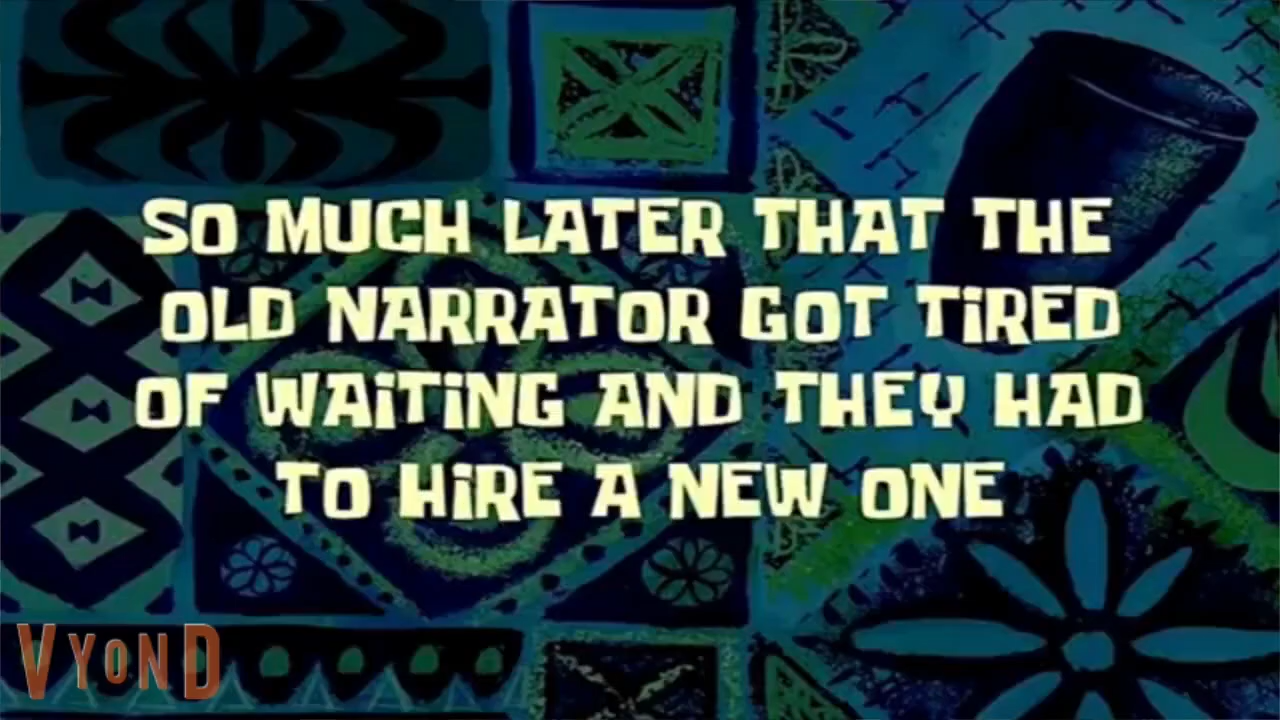 SO MUCH LATER THAT THE
OLD NARRATOR GOT TiRED
OF WAiTiNG AND THEY HAD
TO HiRE A NEW ONE
VYOND